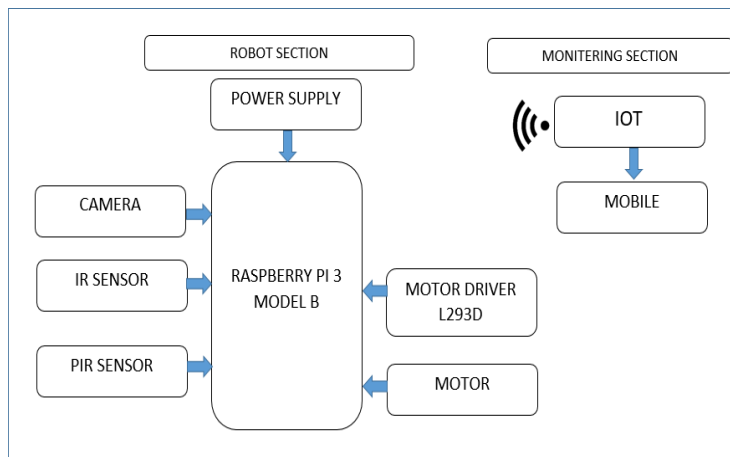 ROBOT SECTION
MONITERING SECTION
POWER SUPPLY
IOT
CAMERA
MOBILE
IR SENSOR
RASPBERRY PI 3
MODEL B
MOTOR DRIVER
L293D
PIR SENSOR
MOTOR